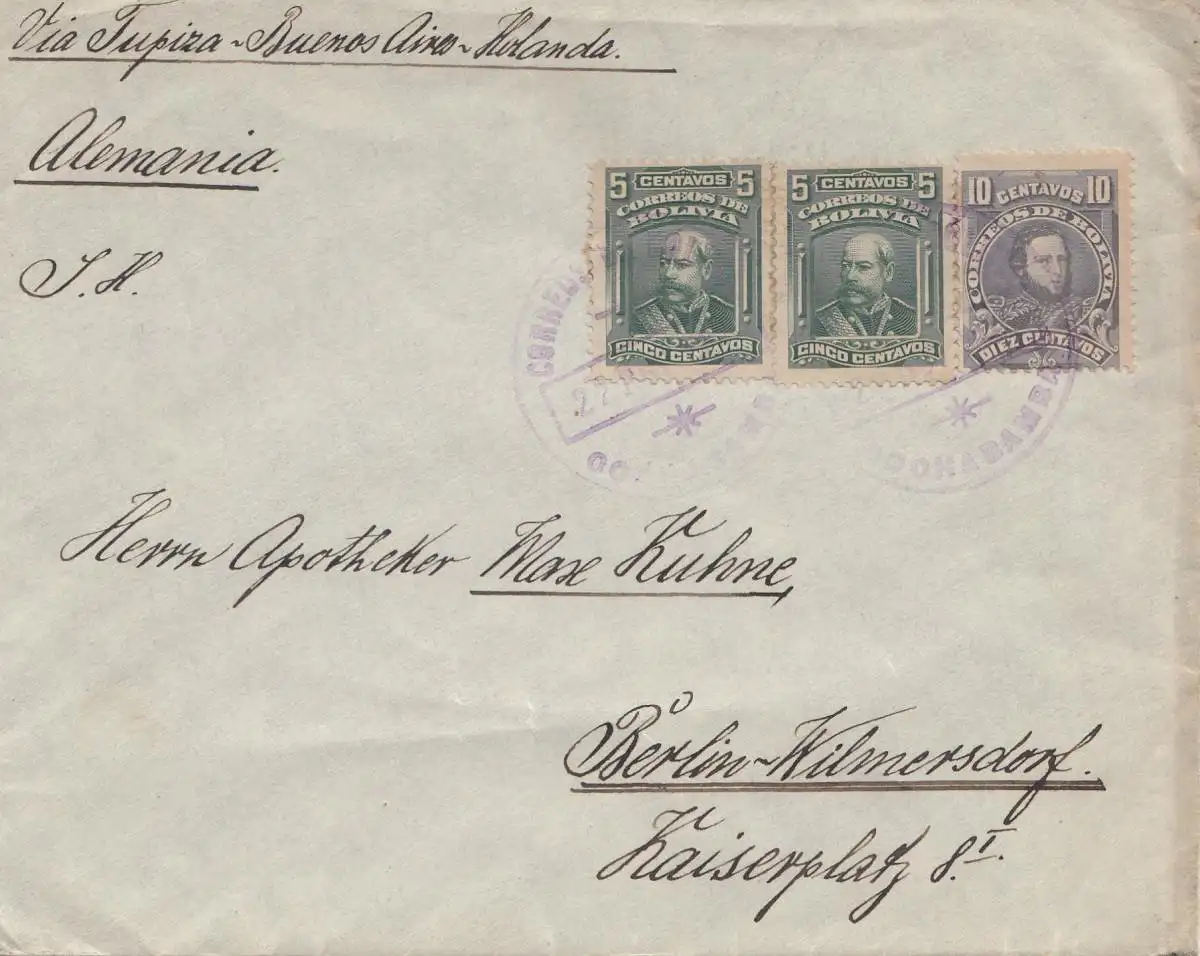 Via Tupiza-Buenos Aires-Holanda.
Alemania.
S. H.
5 CENTAVOS 5
CORREOS DE
BOLIVIA
CINCO CENTAVOS
5 CENTAVOS 5
CORREOS DE
BOLIVIA
CINCO CENTAVOS
10 CENTAVOS 10
CORREOS DE BOLIVIA
DIEZ CENTAVOS
COCHABAMBA
Herrn Apotheker Max Kuhne,
Berlin-Wilmersdorf.
Kaiserplatz 8.I.